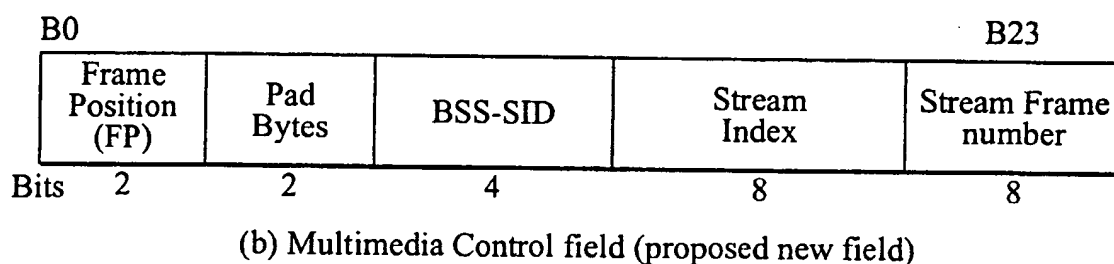 B0 B23
Frame Position (FP)
Pad Bytes
BSS-SID
Stream Index
Stream Frame number
Bits 2 2 4 8 8
(b) Multimedia Control field (proposed new field)